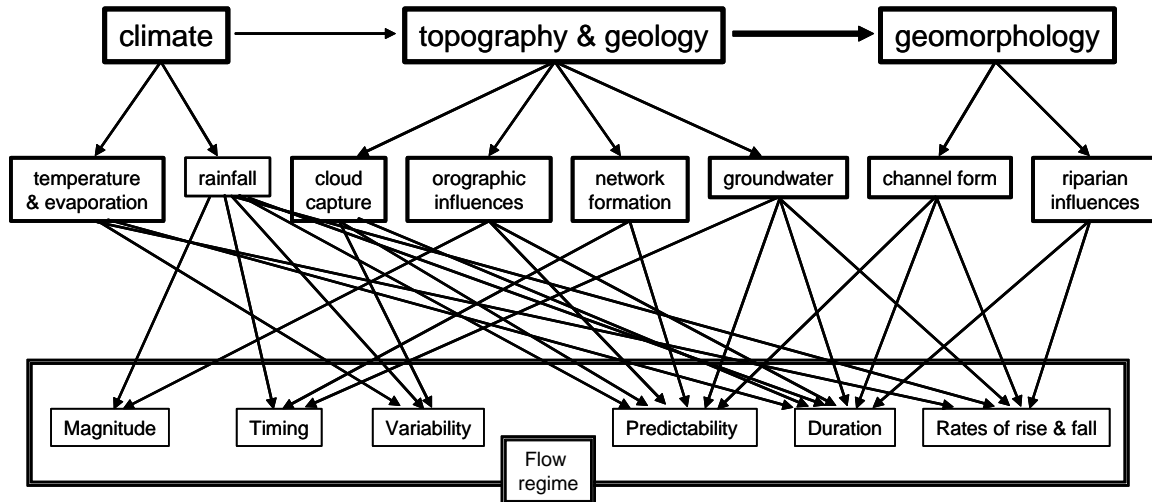 climate
topography & geology
geomorphology
temperature
& evaporation
rainfall
cloud
capture
orographic
influences
network
formation
groundwater
channel form
riparian
influences
Magnitude
Timing
Variability
Predictability
Duration
Rates of rise & fall
Flow
regime